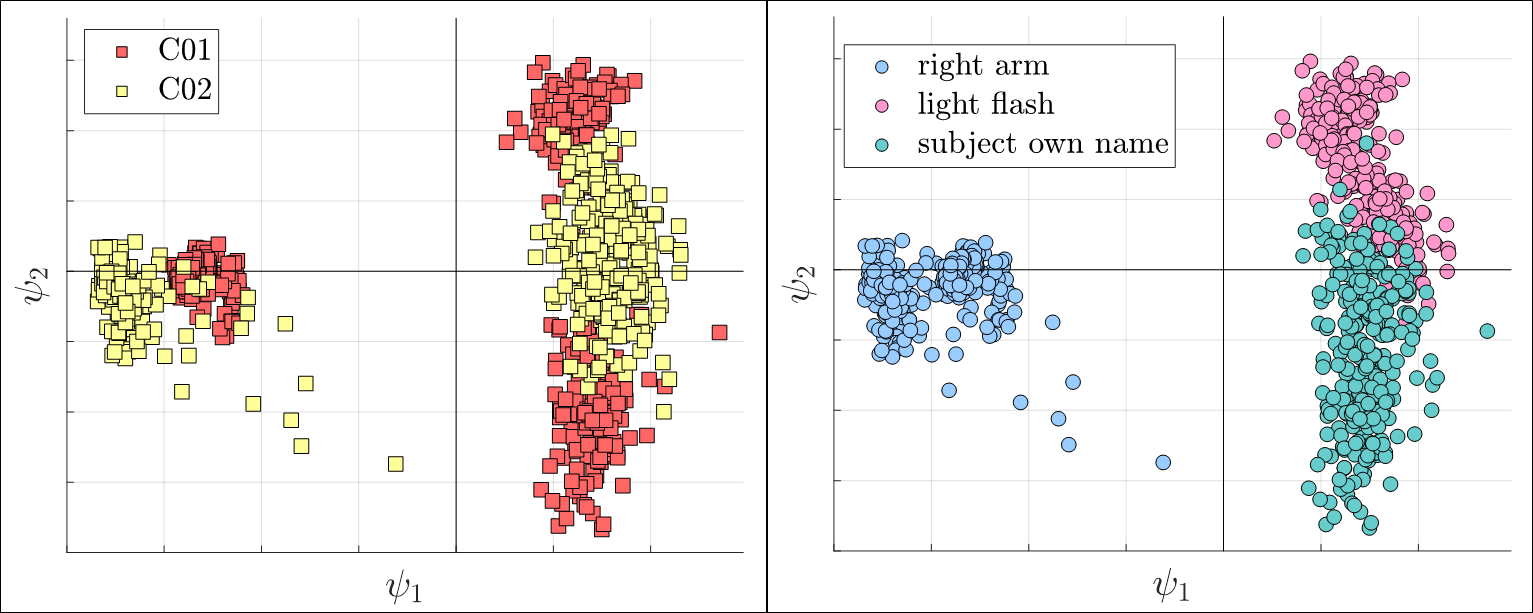 C01
C02
ψ₂
ψ₁
right arm
light flash
subject own name
ψ₂
ψ₁